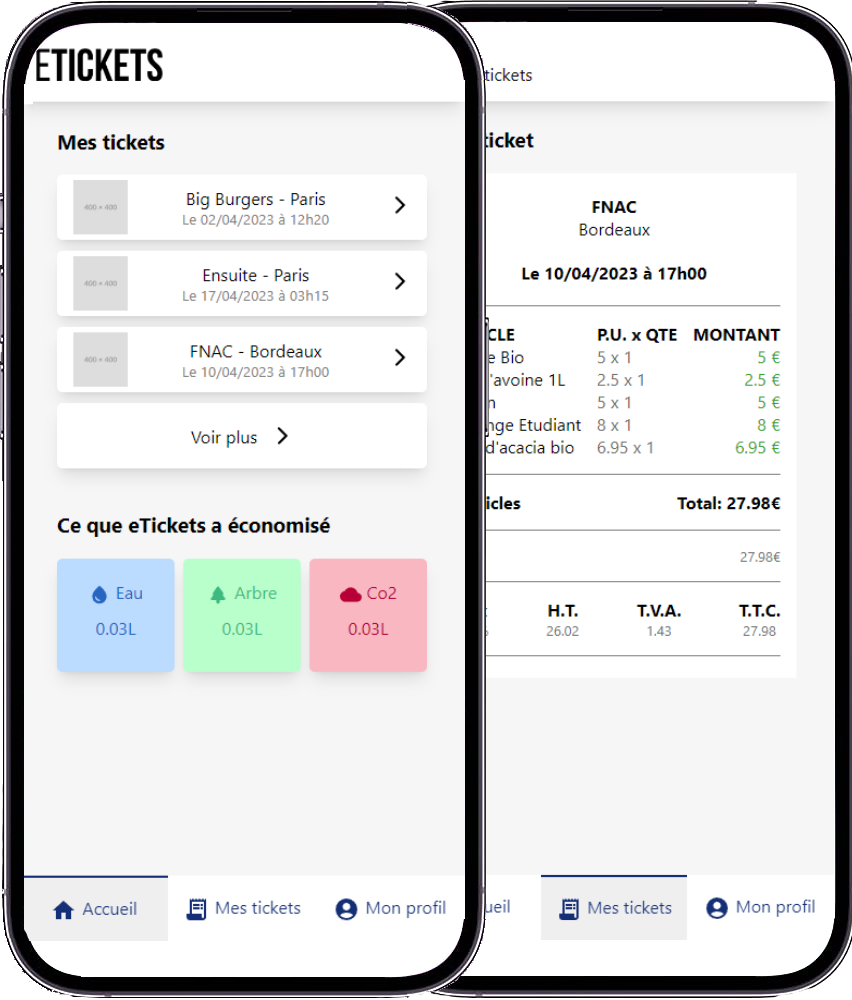 ETICKETS
Mes tickets
400 × 400
Big Burgers - Paris
Le 02/04/2023 à 12h20
400 × 400
Ensuite - Paris
Le 17/04/2023 à 03h15
400 × 400
FNAC - Bordeaux
Le 10/04/2023 à 17h00
Voir plus
Ce que eTickets a économisé
Eau
0.03L
Arbre
0.03L
Co2
0.03L
Accueil
Mes tickets
Mon profil
tickets
ticket
FNAC
Bordeaux
Le 10/04/2023 à 17h00
CLE P.U. x QTE MONTANT
e Bio 5 x 1 5 €
'avoine 1L 2.5 x 1 2.5 €
5 x 1 5 €
nge Etudiant 8 x 1 8 €
d'acacia bio 6.95 x 1 6.95 €
icles Total: 27.98€
27.98€
H.T. T.V.A. T.T.C.
26.02 1.43 27.98
ueil
Mes tickets
Mon profil